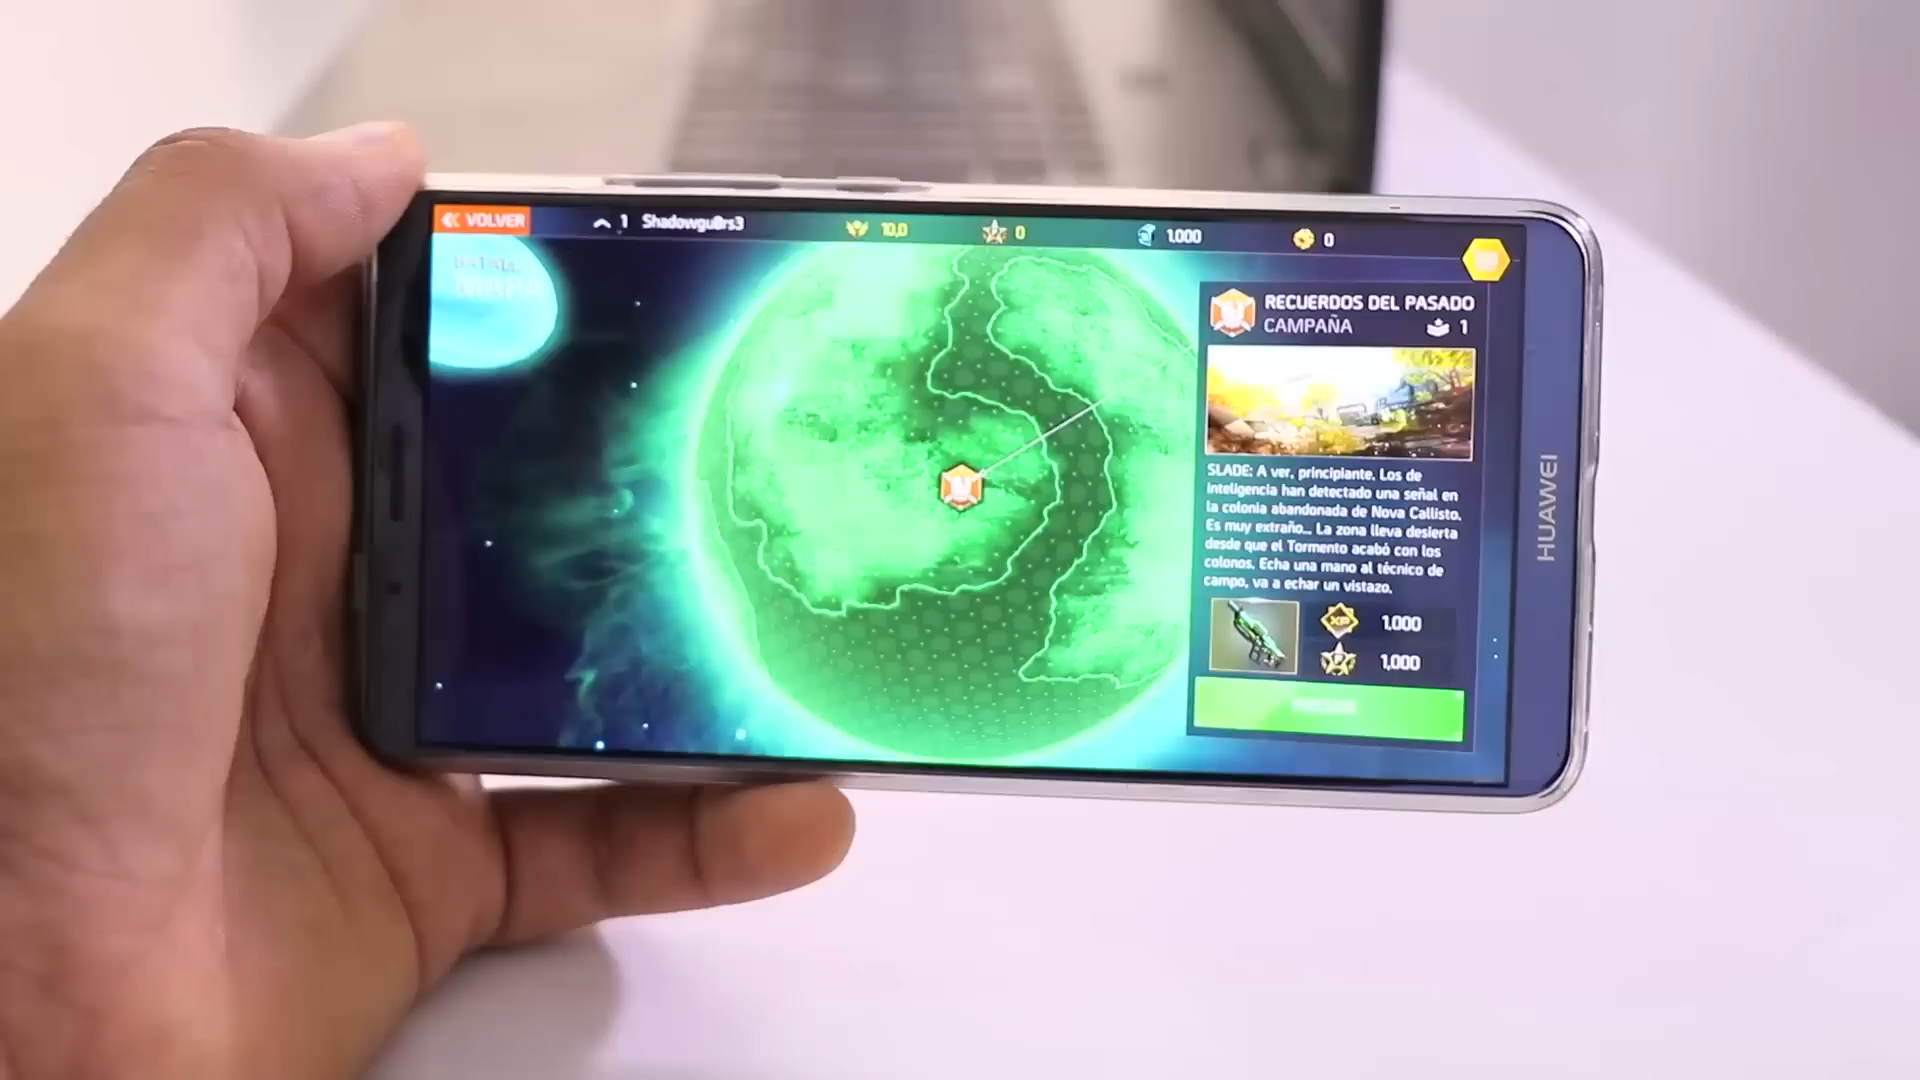 VOLVER
1 Shadowgu8rs3
10,0
0
1.000
0
RECUERDOS DEL PASADO
CAMPAÑA
1
SLADE: A ver, principiante. Los de
inteligencia han detectado una señal en
la colonia abandonada de Nova Callisto.
Es muy extraño... La zona lleva desierta
desde que el Tormento acabó con los
colonos. Echa una mano al técnico de
campo, va a echar un vistazo.
XP 1.000
1,000
HUAWEI